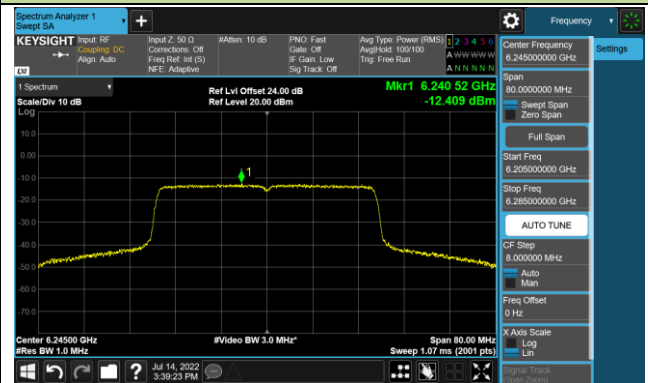 Spectrum Analyzer 1
Swept SA
Frequency
KEYSIGHT
Input: RF
Coupling: DC
Align: Auto
Input Z: 50 Ω
Corrections: Off
Freq Ref: Int (S)
NFE: Adaptive
#Atten: 10 dB
PNO: Fast
Gate: Off
IF Gain: Low
Sig Track: Off
Avg Type: Power (RMS)
Avg|Hold: 100/100
Trig: Free Run
1 2 3 4 5 6
A W W W W W
A N N N N N
LXI
1 Spectrum
Scale/Div 10 dB
Log
Ref Lvl Offset 24.00 dB
Ref Level 20.00 dBm
Mkr1 6.240 52 GHz
-12.409 dBm
10.0
0.00
-10.0
-20.0
-30.0
-40.0
-50.0
-60.0
-70.0
1
Center 6.24500 GHz
#Res BW 1.0 MHz
#Video BW 3.0 MHz*
Span 80.00 MHz
Sweep 1.07 ms (2001 pts)
Jul 14, 2022
3:39:23 PM
Center Frequency
6.245000000 GHz
Settings
Span
80.0000000 MHz
Swept Span
Zero Span
Full Span
Start Freq
6.205000000 GHz
Stop Freq
6.285000000 GHz
AUTO TUNE
CF Step
8.000000 MHz
Auto
Man
Freq Offset
0 Hz
X Axis Scale
Log
Lin
Signal Track
(Span Zoom)